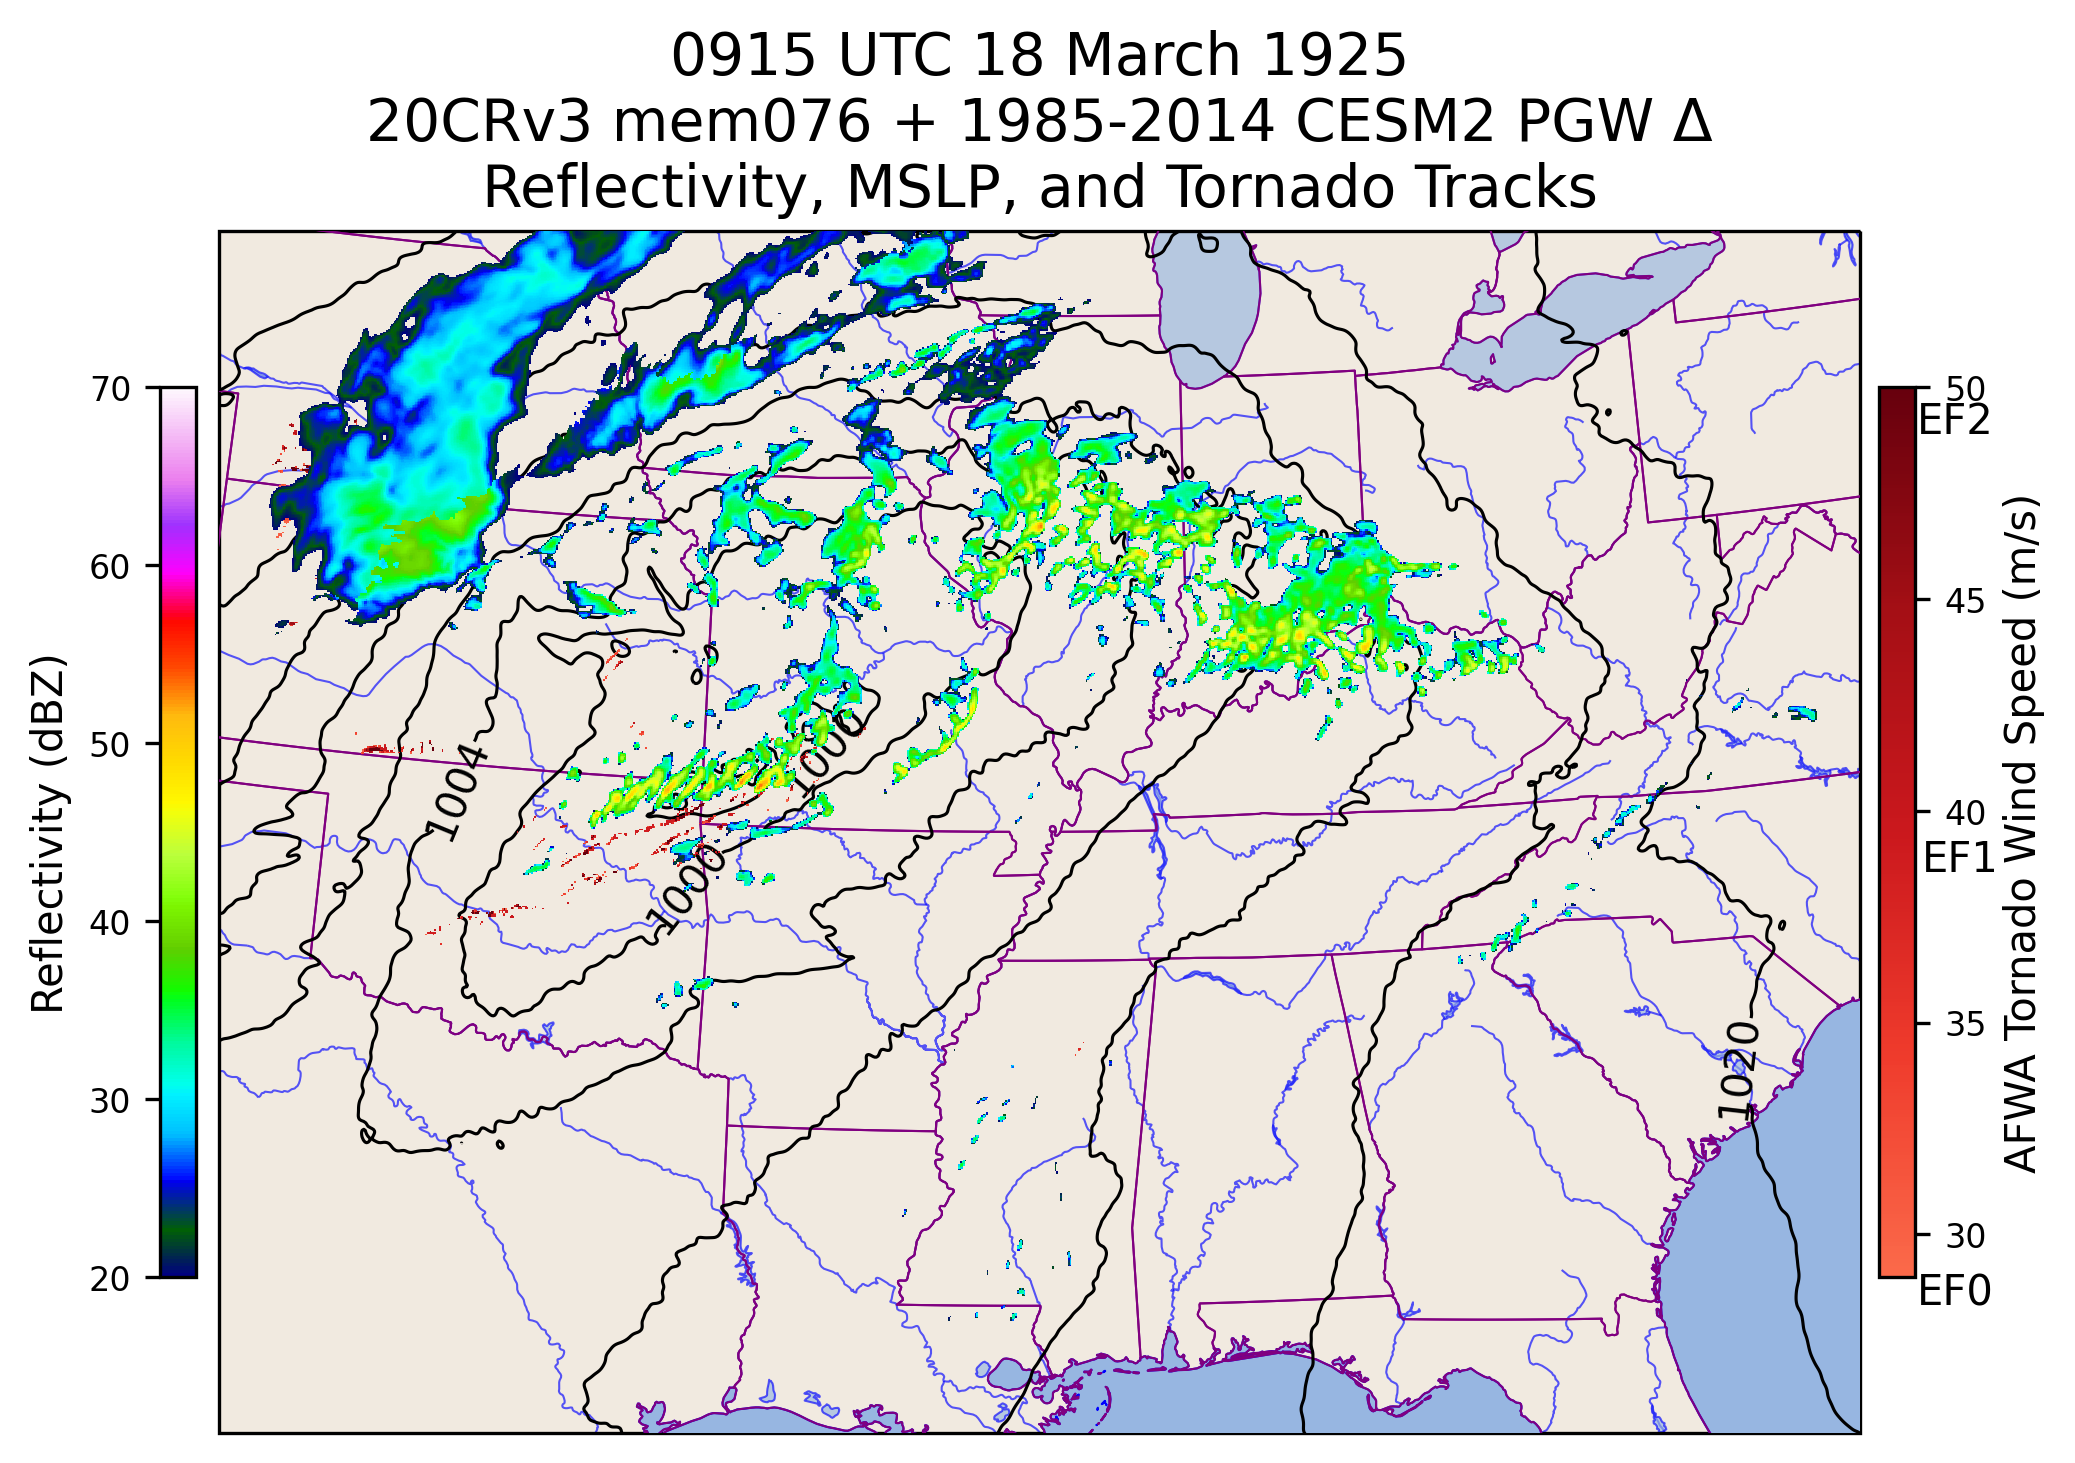 0915 UTC 18 March 1925
20CRv3 mem076 + 1985-2014 CESM2 PGW Δ
Reflectivity, MSLP, and Tornado Tracks
70
60
50
40
30
20
Reflectivity (dBZ)
1004
1000
1000
1020
50
EF2
45
40
EF1
35
30
EF0
AFWA Tornado Wind Speed (m/s)